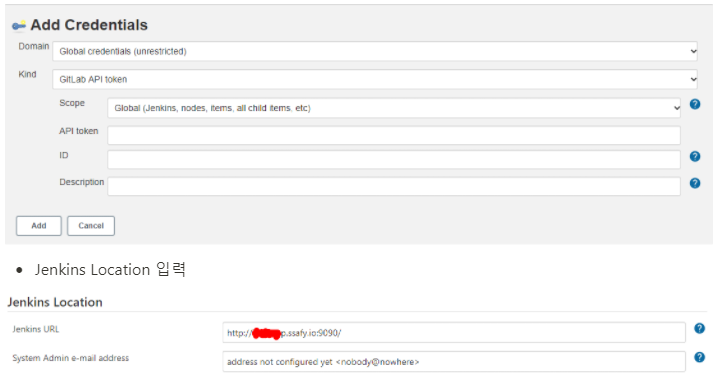 Add Credentials
Domain
Global credentials (unrestricted)
Kind
GitLab API token
Scope
Global (Jenkins, nodes, items, all child items, etc)
API token
ID
Description
Add Cancel
• Jenkins Location 입력
Jenkins Location
Jenkins URL
http:// p.ssafy.io:9090/
System Admin e-mail address
address not configured yet <nobody@nowhere>